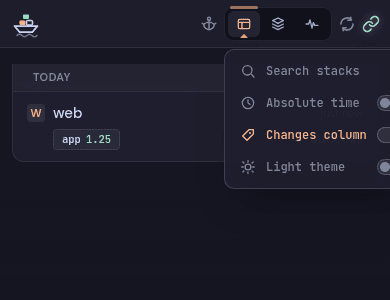 TODAY
W web
app 1.25
Search stacks
Absolute time
Changes column
Light theme